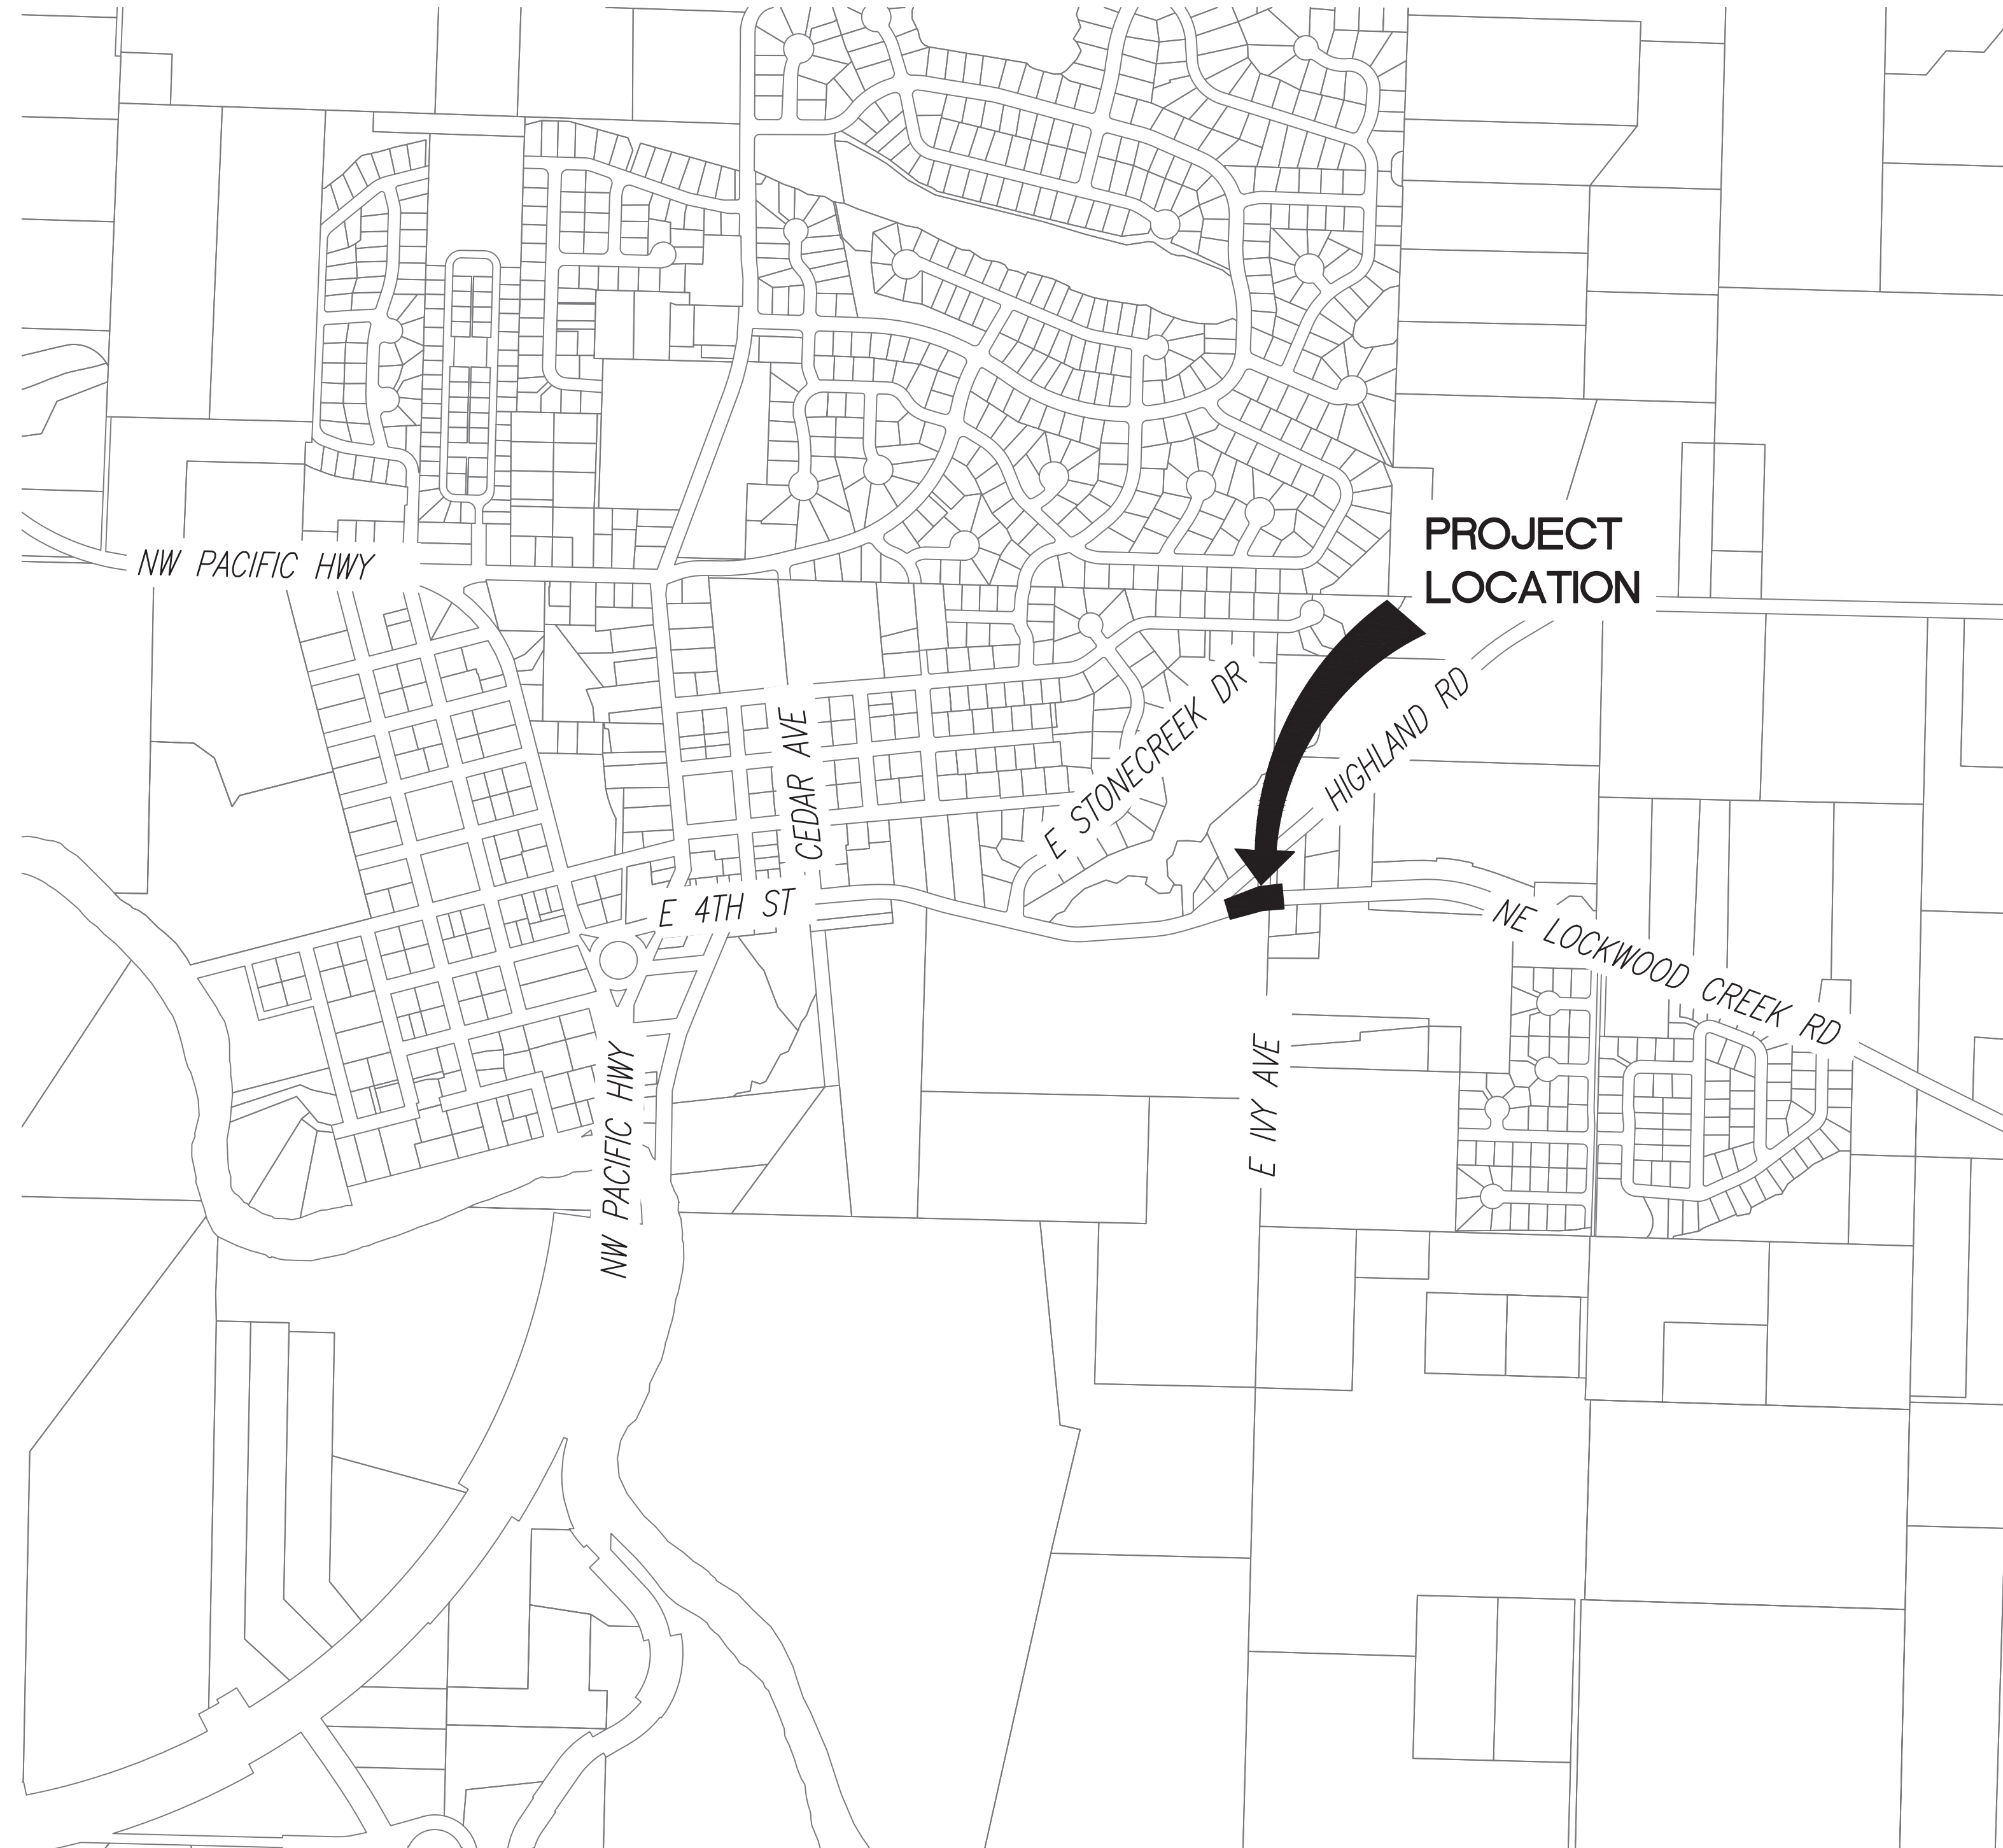 PROJECT
LOCATION
NW PACIFIC HWY
E STONECREEK DR
HIGHLAND RD
CEDAR AVE
E 4TH ST
NE LOCKWOOD CREEK RD
NW PACIFIC HWY
E IVY AVE